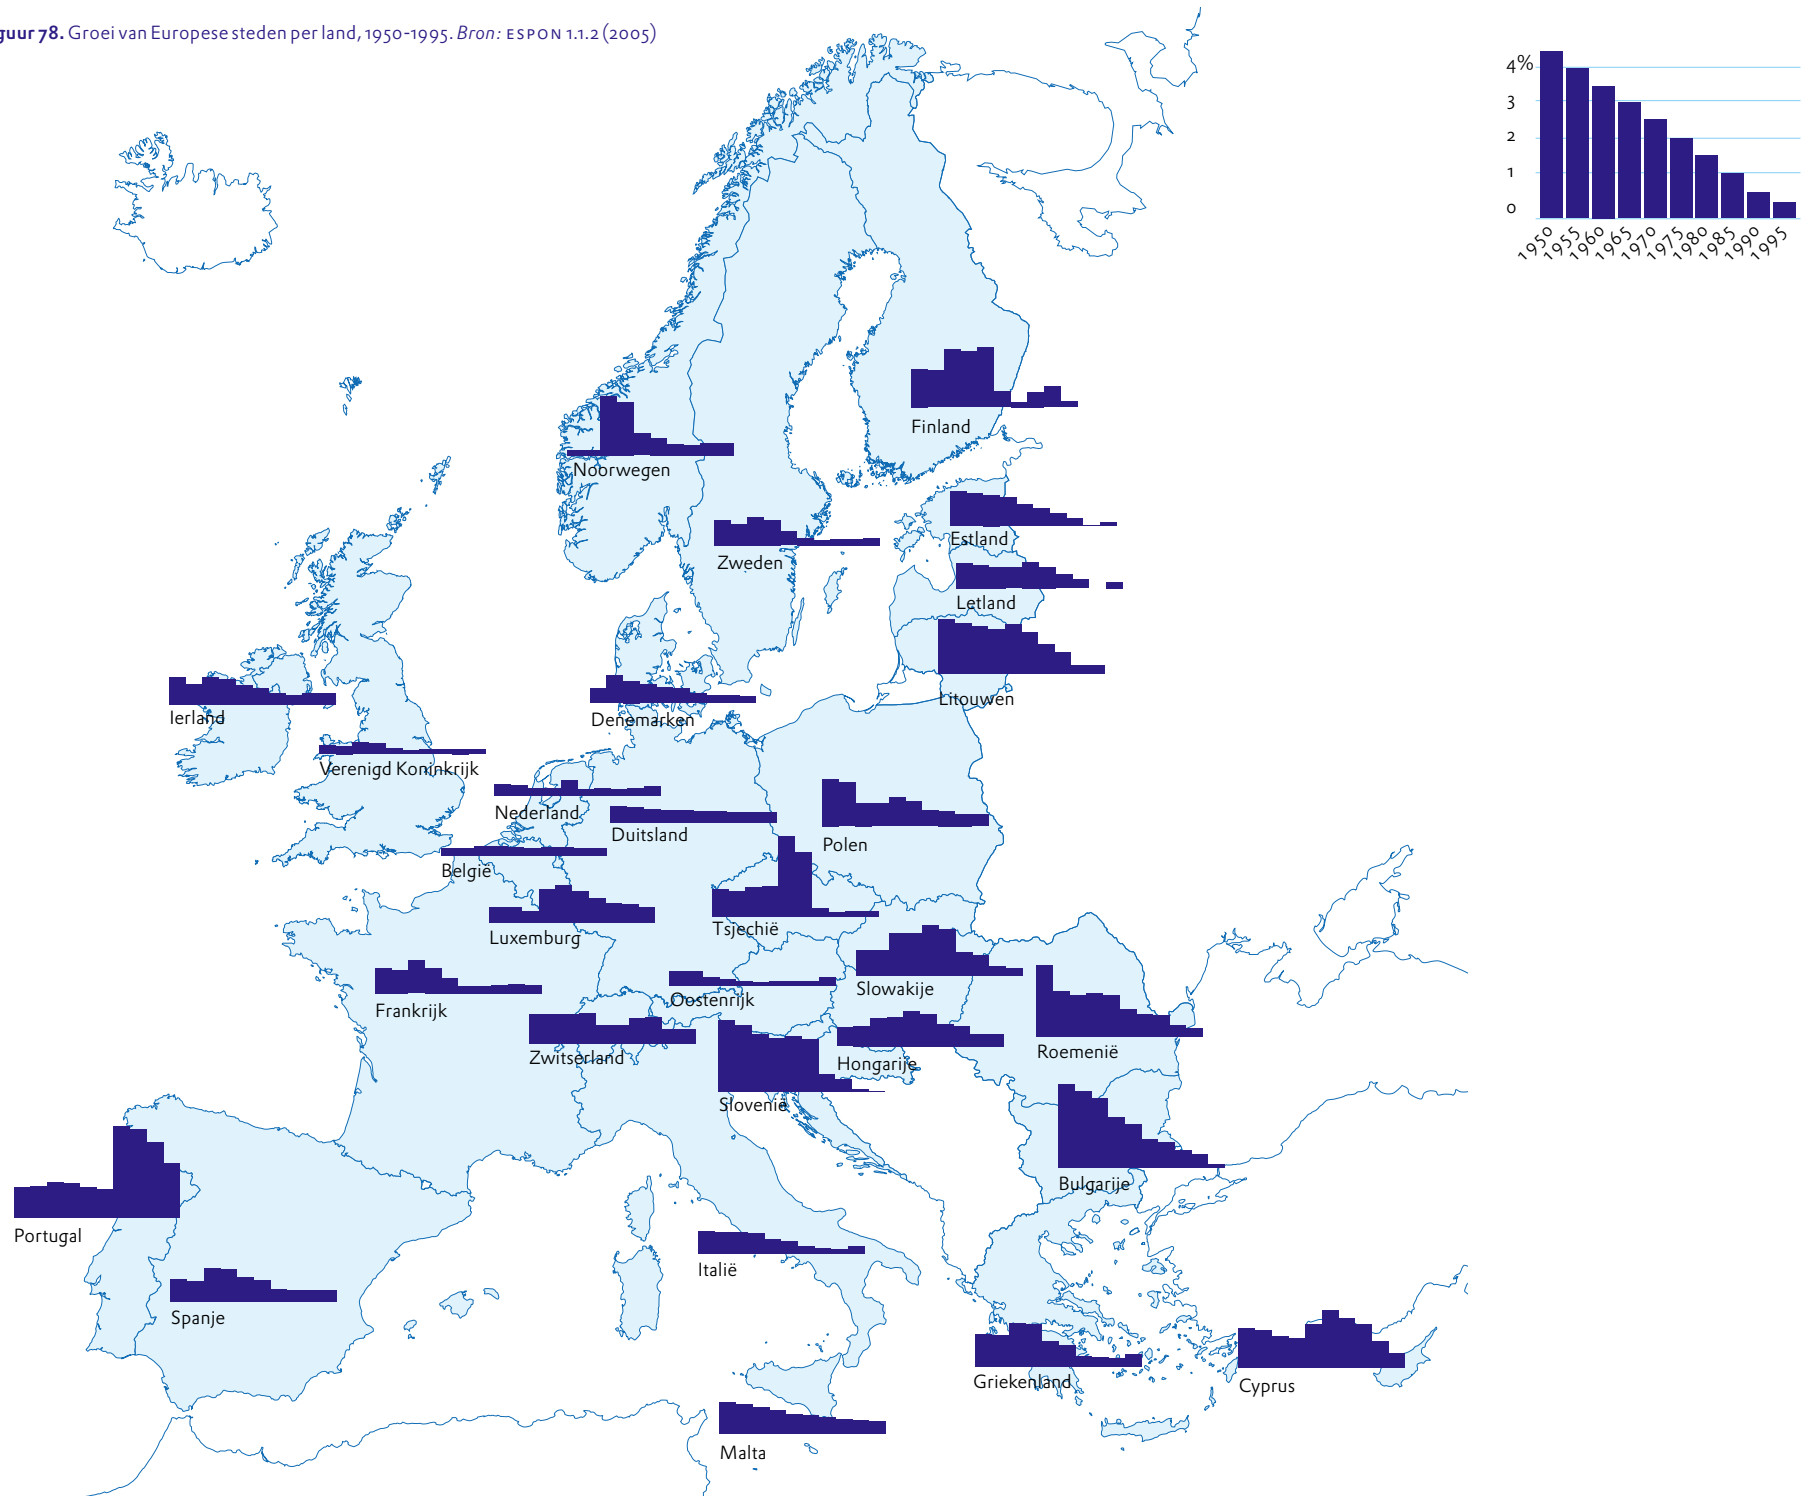 guur 78. Groei van Europese steden per land, 1950-1995. Bron: ESPON 1.1.2 (2005)
4%
3
2
1
0
1950
1955
1960
1965
1970
1975
1980
1985
1990
1995
Finland
Noorwegen
Estland
Zweden
Letland
Litouwen
Ierland
Denemarken
Verenigd Koninkrijk
Nederland
Duitsland
Polen
België
Tsjechië
Luxemburg
Slowakije
Oostenrijk
Frankrijk
Roemenië
Zwitserland
Hongarije
Slovenië
Bulgarije
Portugal
Italië
Spanje
Griekenland
Cyprus
Malta